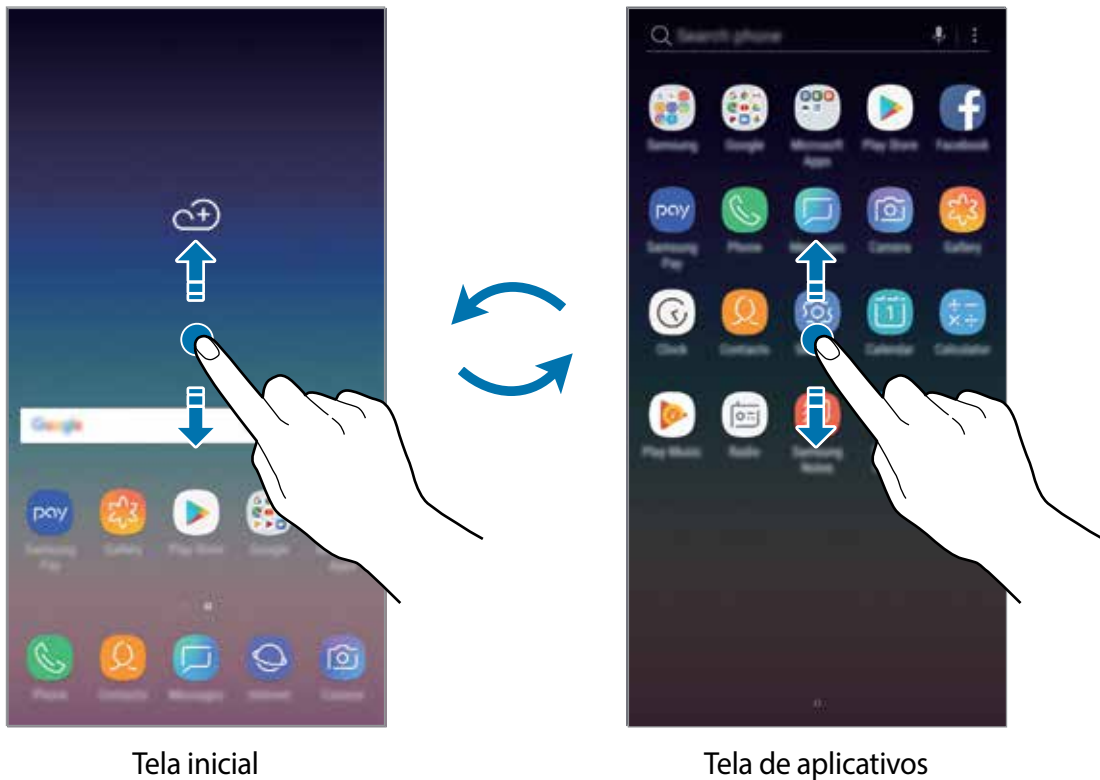 Search phone
Samsung
Google
Microsoft
Apps
Play Store
Facebook
pay
Samsung
Pay
Phone
Camera
Gallery
1
Clock
Contacts
Calendar
Calculator
Google
Play Music
Radio
Samsung
Notes
pay
Samsung
Pay
Gallery
Play Store
Google
Apps
Phone
Contacts
Messages
Internet
Camera
Tela inicial
Tela de aplicativos